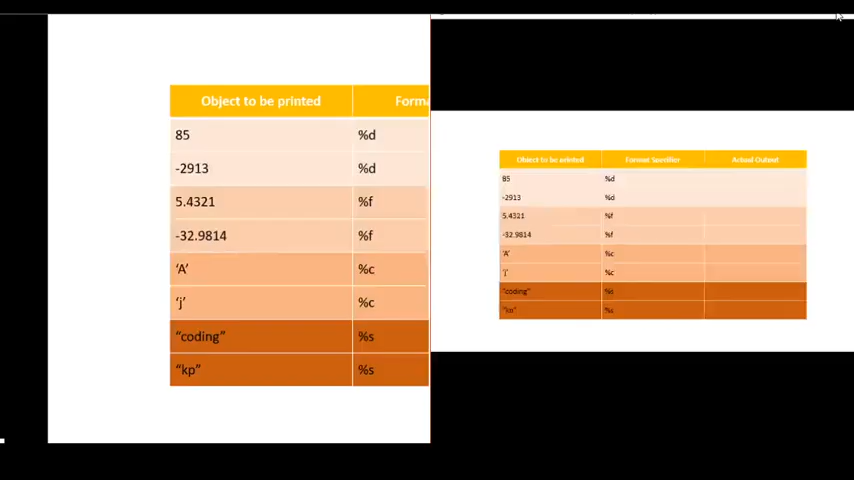 Object to be printed Forma
85 %d
-2913 %d
5.4321 %f
-32.9814 %f
‘A’ %c
‘j’ %c
“coding” %s
“kp” %s
Object to be printed Format Specifier Actual Output
85 %d
-2913 %d
5.4321 %f
-32.9814 %f
‘A’ %c
‘j’ %c
“coding” %s
“kp” %s